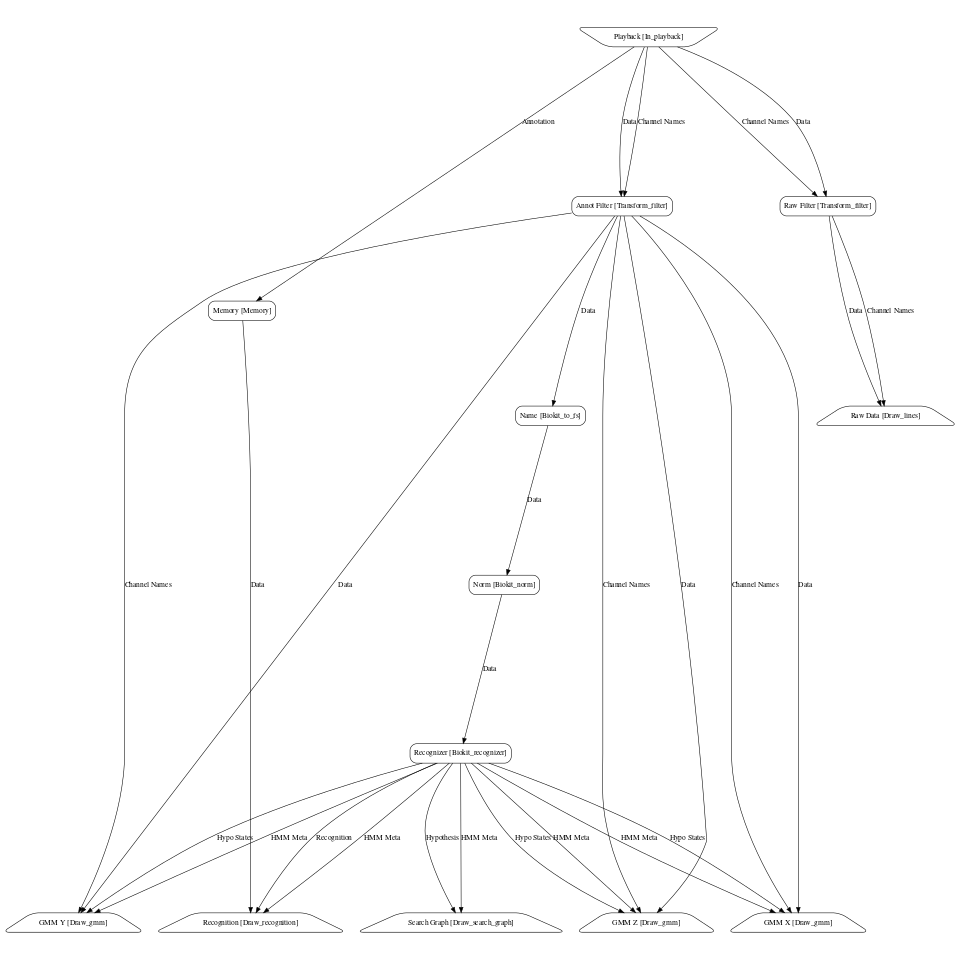 Playback [In_playback]
Annotation
Data
Channel Names
Channel Names
Data
Annot Filter [Transform_filter]
Raw Filter [Transform_filter]
Memory [Memory]
Data
Data
Channel Names
Name [Biokit_to_fs]
Raw Data [Draw_lines]
Data
Channel Names
Data
Data
Norm [Biokit_norm]
Channel Names
Data
Channel Names
Data
Data
Recognizer [Biokit_recognizer]
Hypo States
HMM Meta
Recognition
HMM Meta
Hypothesis
HMM Meta
Hypo States
HMM Meta
HMM Meta
Hypo States
GMM Y [Draw_gmm]
Recognition [Draw_recognition]
Search Graph [Draw_search_graph]
GMM Z [Draw_gmm]
GMM X [Draw_gmm]